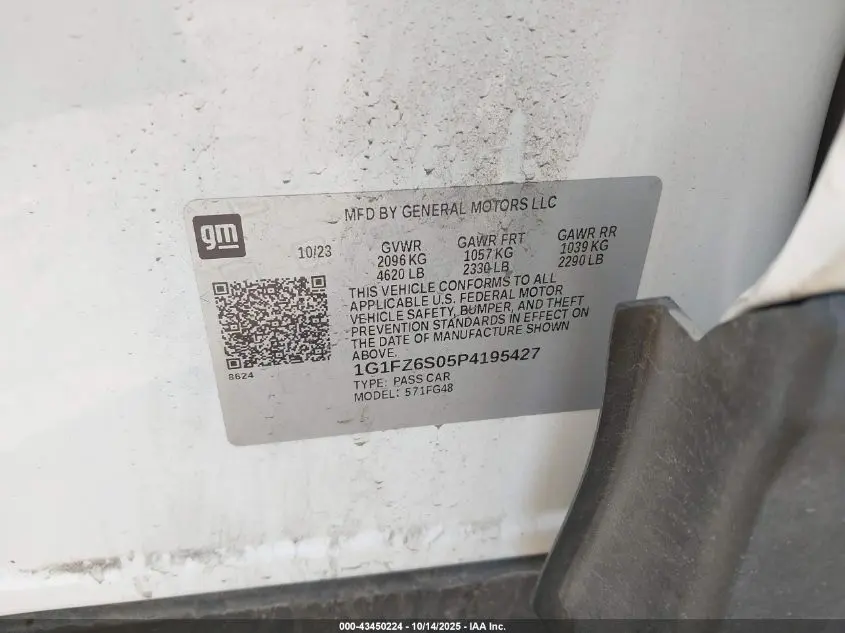 MFD BY GENERAL MOTORS LLC
gm
10/23
GVWR GAWR FRT GAWR RR
2096 KG 1057 KG 1039 KG
4620 LB 2330 LB 2290 LB
THIS VEHICLE CONFORMS TO ALL
APPLICABLE U.S. FEDERAL MOTOR
VEHICLE SAFETY, BUMPER, AND THEFT
PREVENTION STANDARDS IN EFFECT ON
THE DATE OF MANUFACTURE SHOWN
ABOVE.
8624
1G1FZ6S05P4195427
TYPE: PASS CAR
MODEL: 571FG48
000-43450224 - 10/14/2025 - IAA Inc.